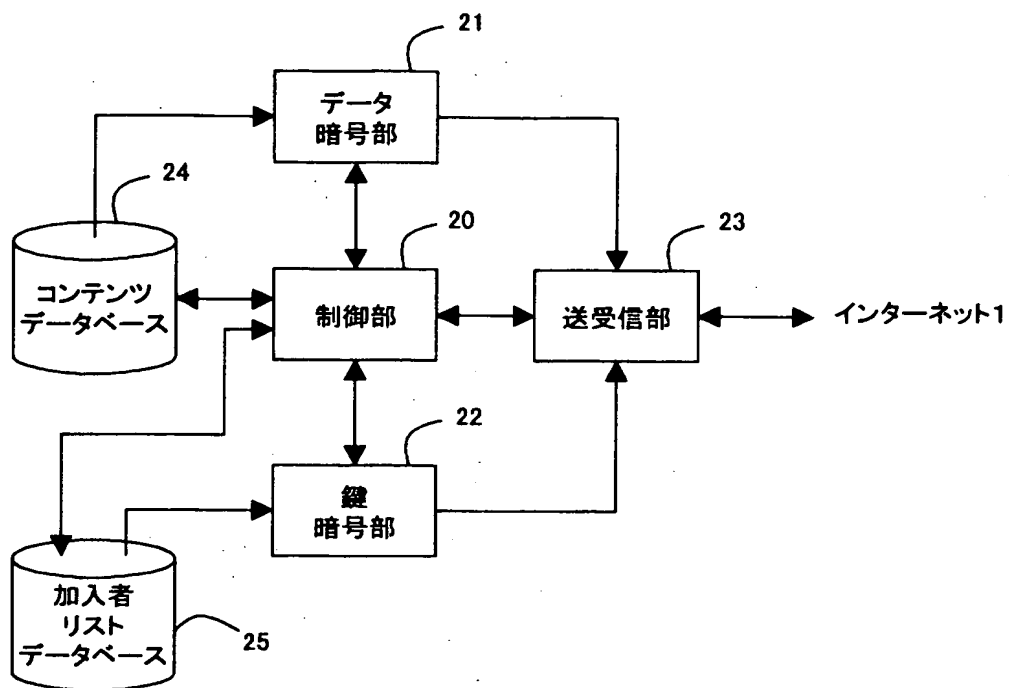 21
データ
暗号部
24
コンテンツ
データベース
20
制御部
23
送受信部
インターネット1
22
鍵
暗号部
加入者
リスト
データベース
25